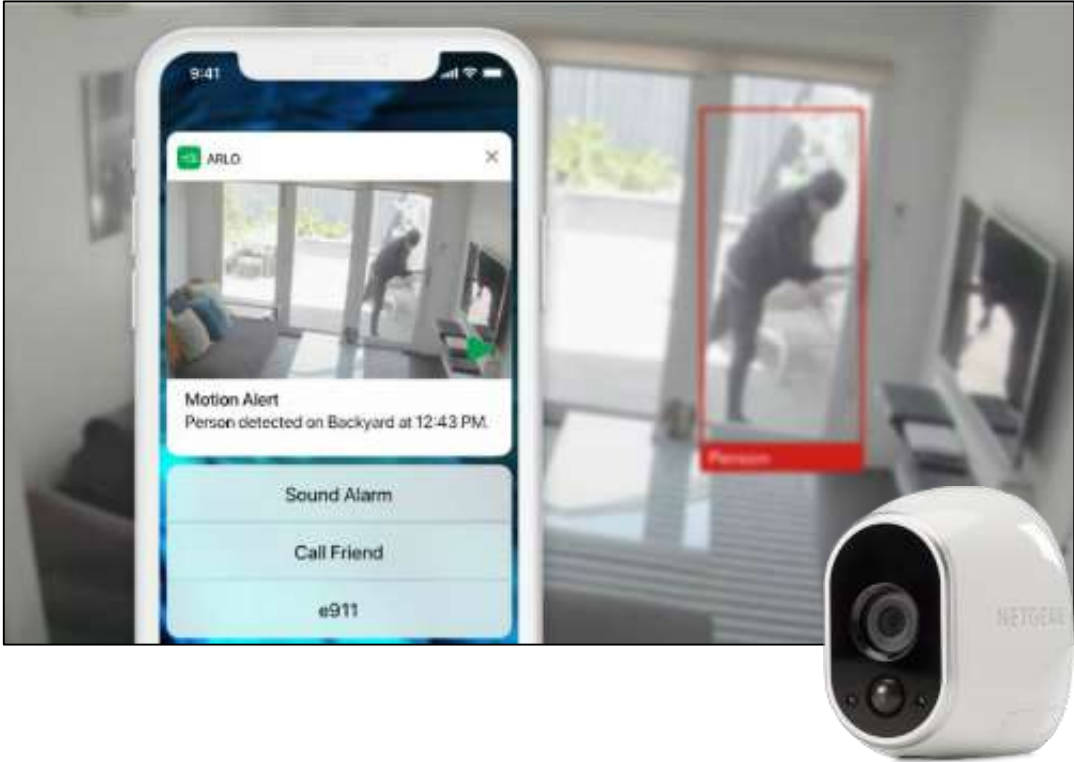 9:41
ARLO
×
Motion Alert
Person detected on Backyard at 12:43 PM.
Sound Alarm
Call Friend
e911
Person
NETGEAR